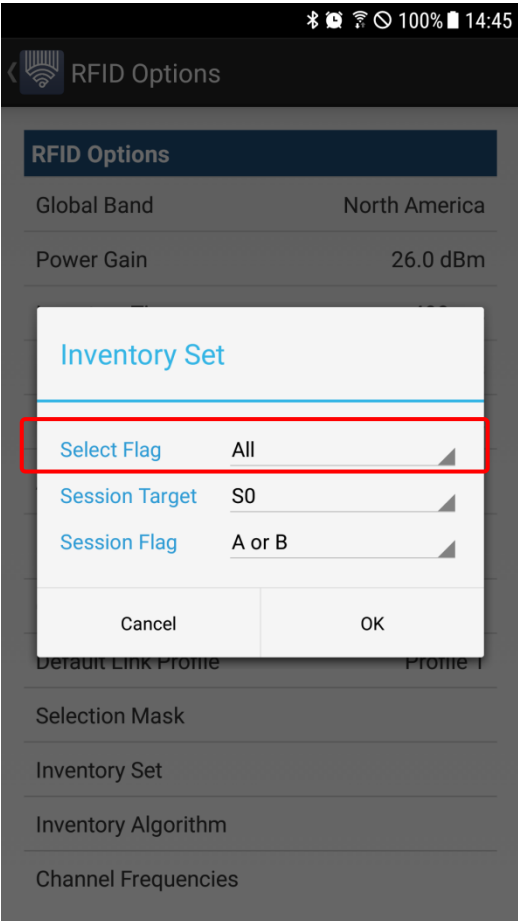 100% 14:45
RFID Options
RFID Options
Global Band North America
Power Gain 26.0 dBm
Inventory Set
Select Flag All
Session Target S0
Session Flag A or B
Cancel OK
Default Link Profile Profile 1
Selection Mask
Inventory Set
Inventory Algorithm
Channel Frequencies